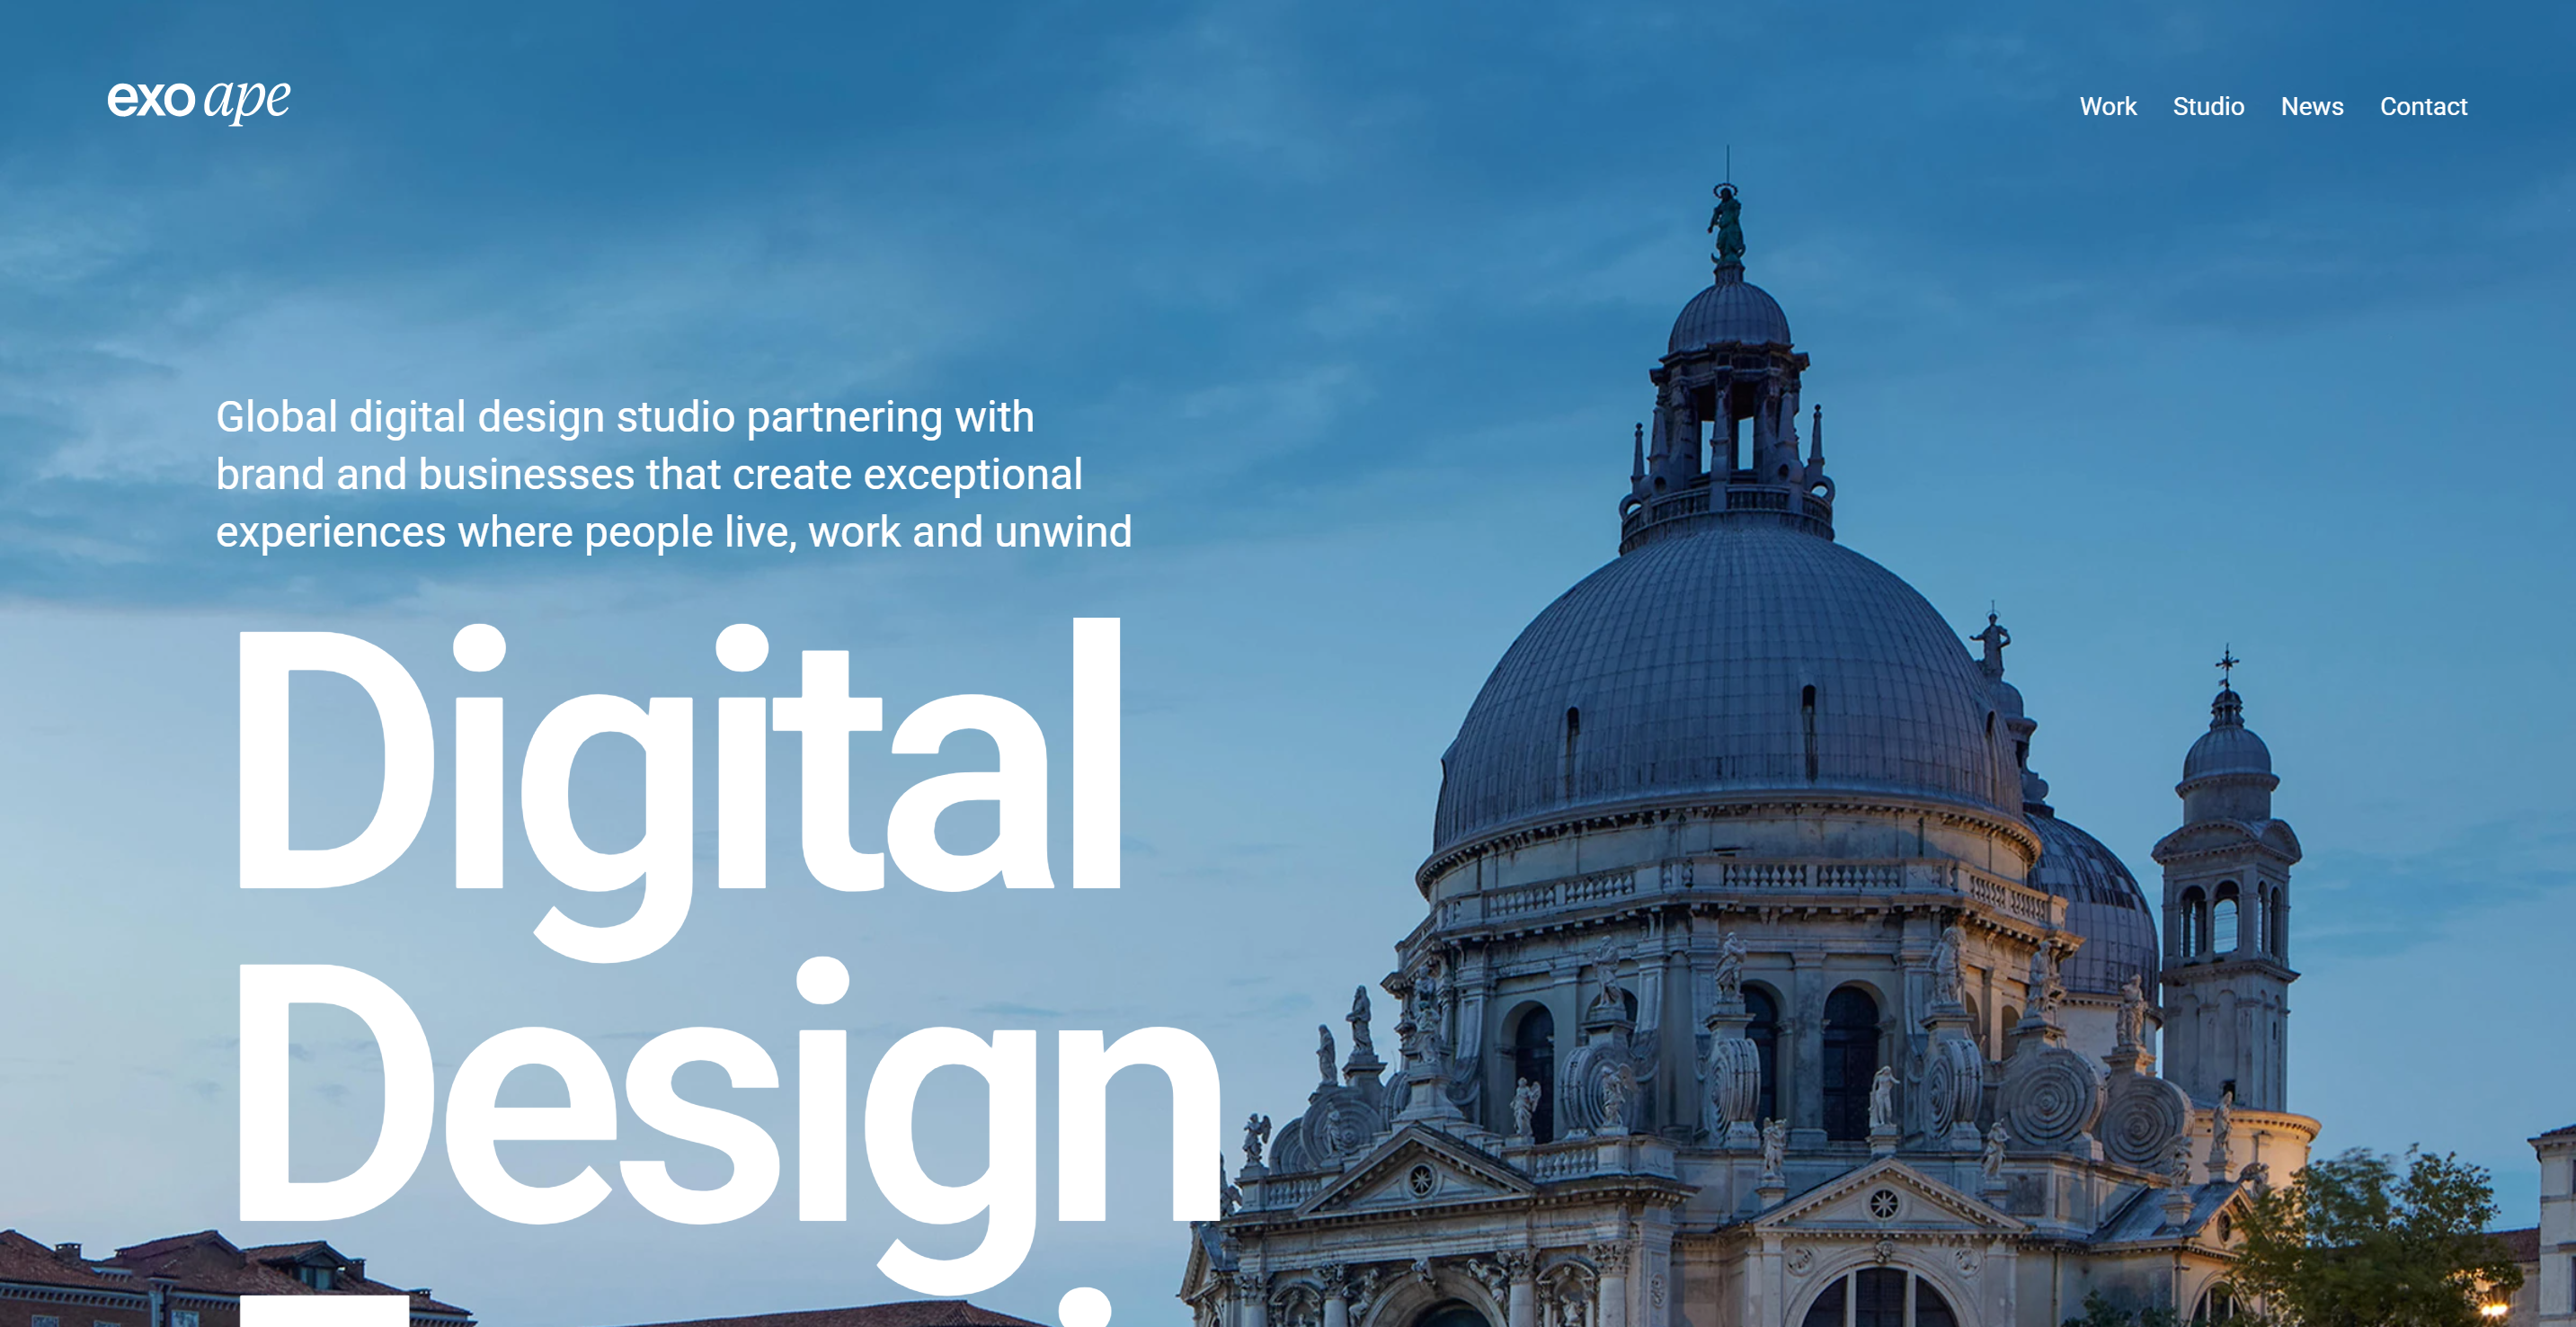 exo ape
Work Studio News Contact
Global digital design studio partnering with
brand and businesses that create exceptional
experiences where people live, work and unwind
Digital
Design